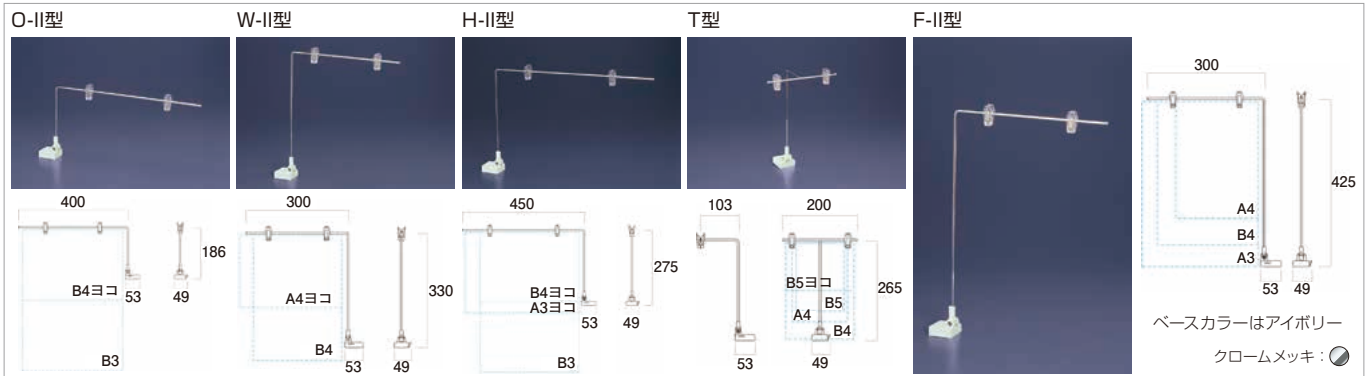 O-II型
W-II型
H-II型
T型
F-II型
400
186
B4ヨコ
53
49
B3
300
330
A4ヨコ
B4
53
49
450
275
B4ヨコ
A3ヨコ
53
49
B3
103
200
265
B5ヨコ
B5
A4
B4
53
49
300
425
A4
B4
A3
53
49
ベースカラーはアイボリー
クロームメッキ：